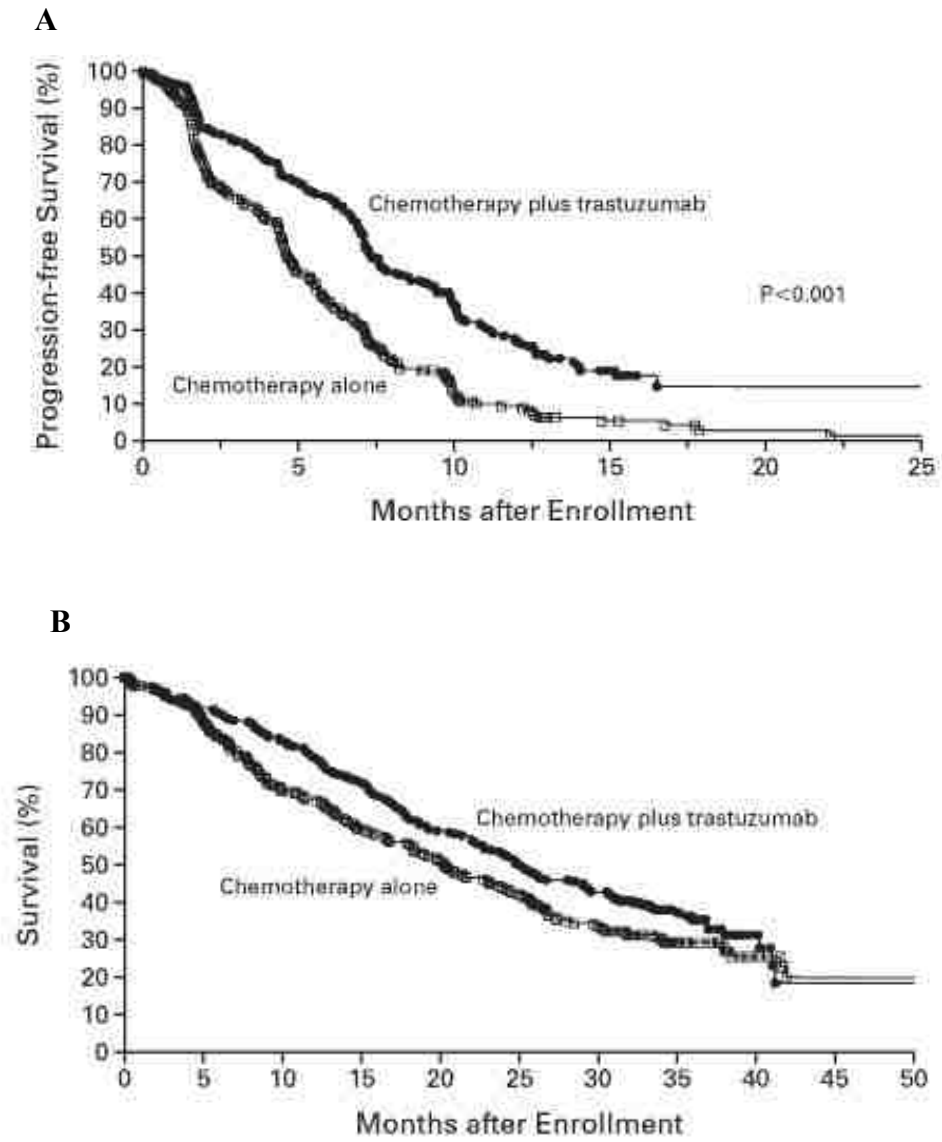 A
Progression-free Survival (%)
100
90
80
70
60
50
40
30
20
10
0
Chemotherapy plus trastuzumab
P<0.001
Chemotherapy alone
0 5 10 15 20 25
Months after Enrollment
B
Survival (%)
100
90
80
70
60
50
40
30
20
10
0
Chemotherapy plus trastuzumab
Chemotherapy alone
0 5 10 15 20 25 30 35 40 45 50
Months after Enrollment